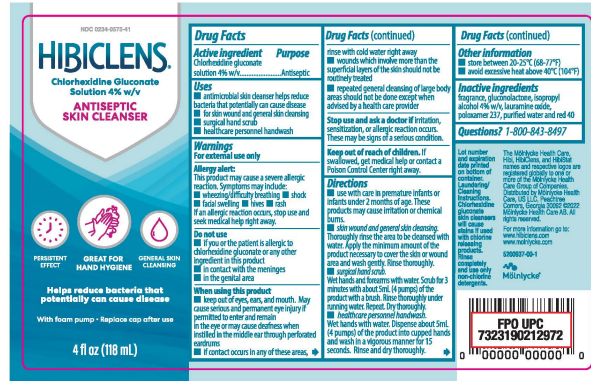 NDC 0234-0575-41
HIBICLENS®
Chlorhexidine Gluconate
Solution 4% w/v
ANTISEPTIC
SKIN CLEANSER
PERSISTENT
EFFECT
GREAT FOR
HAND HYGIENE
GENERAL SKIN
CLEANSING
Helps reduce bacteria that
potentially can cause disease
With foam pump • Replace cap after use
4 fl oz (118 mL)
Drug Facts
Active ingredient Purpose
Chlorhexidine gluconate
solution 4% w/v.......................Antiseptic
Uses
■ antimicrobial skin cleanser helps reduce
bacteria that potentially can cause disease
■ for skin wound and general skin cleansing
■ surgical hand scrub
■ healthcare personnel handwash
Warnings
For external use only
Allergy alert:
This product may cause a severe allergic
reaction. Symptoms may include:
■ wheezing/difficulty breathing ■ shock
■ facial swelling ■ hives ■ rash
If an allergic reaction occurs, stop use and
seek medical help right away.
Do not use
■ if you or the patient is allergic to
chlorhexidine gluconate or any other
ingredient in this product
■ in contact with the meninges
■ in the genital area
When using this product
■ keep out of eyes, ears, and mouth. May
cause serious and permanent eye injury if
permitted to enter and remain
in the eye or may cause deafness when
instilled in the middle ear through perforated
eardrums
■ if contact occurs in any of these areas,
Drug Facts (continued)
rinse with cold water right away
■ wounds which involve more than the
superficial layers of the skin should not be
routinely treated
■ repeated general cleansing of large body
areas should not be done except when
advised by a health care provider
Stop use and ask a doctor if irritation,
sensitization, or allergic reaction occurs.
These may be signs of a serious condition.
Keep out of reach of children. If
swallowed, get medical help or contact a
Poison Control Center right away.
Directions
■ use with care in premature infants or
infants under 2 months of age. These
products may cause irritation or chemical
burns.
■ skin wound and general skin cleansing.
Thoroughly rinse the area to be cleansed with
water. Apply the minimum amount of the
product necessary to cover the skin or wound
area and wash gently. Rinse thoroughly.
■ surgical hand scrub.
Wet hands and forearms with water. Scrub for 3
minutes with about 5mL (4 pumps) of the
product with a brush. Rinse thoroughly under
running water. Repeat. Dry thoroughly.
■ healthcare personnel handwash.
Wet hands with water. Dispense about 5mL
(4 pumps) of the product into cupped hands
and wash in a vigorous manner for 15
seconds. Rinse and dry thoroughly.
Drug Facts (continued)
Other information
■ store between 20-25°C (68-77°F)
■ avoid excessive heat above 40°C (104°F)
Inactive ingredients
fragrance, gluconolactone, isopropyl
alcohol 4% w/v, lauramine oxide,
poloxamer 237, purified water and red 40
Questions? 1-800-843-8497
Lot number
and expiration
date printed
on bottom of
container.
Laundering/
Cleaning
Instructions.
Chlorhexidine
gluconate
skin cleansers
will cause
stains if used
with chlorine
releasing
products.
Rinse
completely
and use only
non-chlorine
detergents.
The Mölnlycke Health Care,
Hibi, HibiClens, and HibiStat
names and respective logos are
registered globally to one or
more of the Mölnlycke Health
Care Group of Companies.
Distributed by Mölnlycke Health
Care, US LLC. Peachtree
Corners, Georgia 30092 ©2022
Mölnlycke Health Care AB. All
rights reserved.
For more information go to:
www.hibiclens.com
www.molnlycke.com
5200037-00-1
Mölnlycke®
FPO UPC
7323190212972
0 00000 00000 0